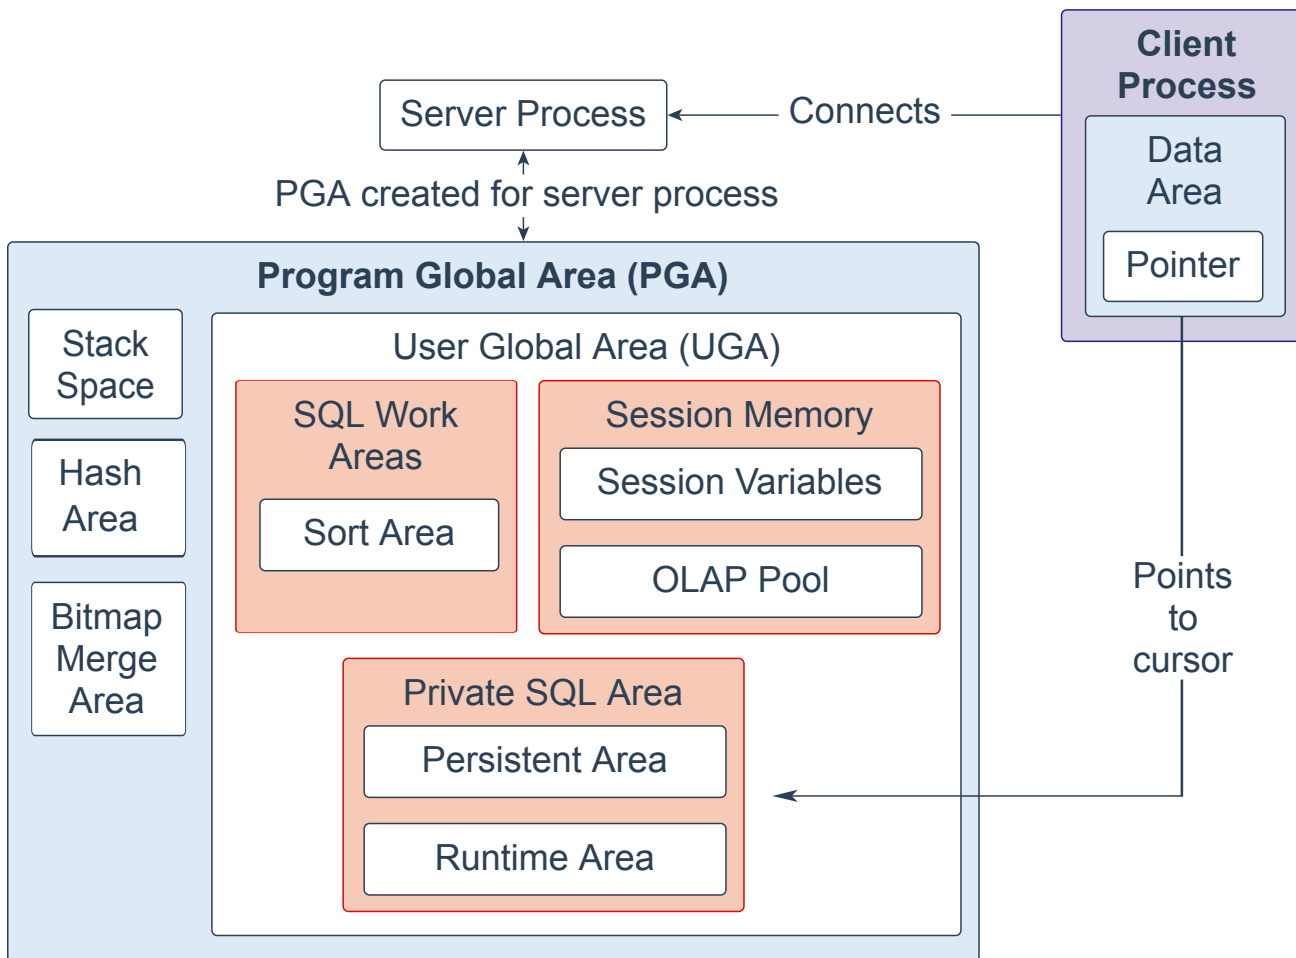 Client
Process
Server Process
Connects
Data
Area
Pointer
PGA created for server process
Program Global Area (PGA)
Stack
Space
Hash
Area
Bitmap
Merge
Area
User Global Area (UGA)
SQL Work
Areas
Sort Area
Session Memory
Session Variables
OLAP Pool
Private SQL Area
Persistent Area
Runtime Area
Points
to
cursor